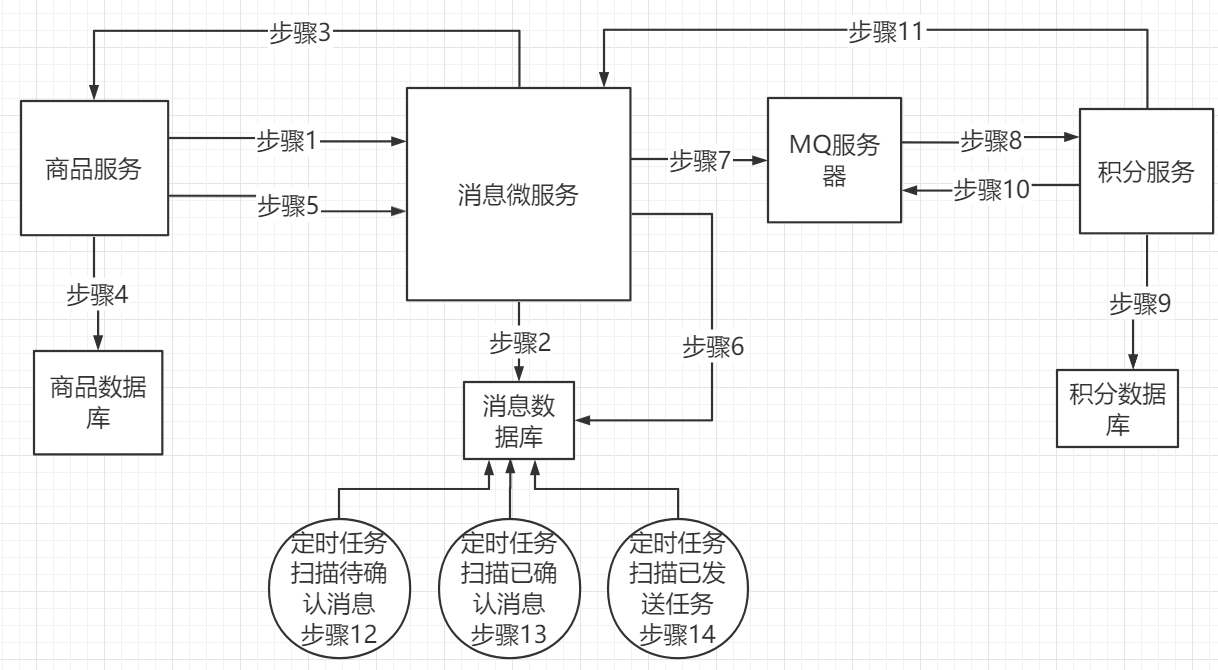 步骤3
步骤11
商品服务
步骤1
步骤5
消息微服务
步骤7
MQ服务
器
步骤8
步骤10
积分服务
步骤4
步骤2
步骤6
步骤9
商品数据
库
消息数
据库
积分数据
库
定时任务
扫描待确
认消息
步骤12
定时任务
扫描已确
认消息
步骤13
定时任务
扫描已发
送任务
步骤14